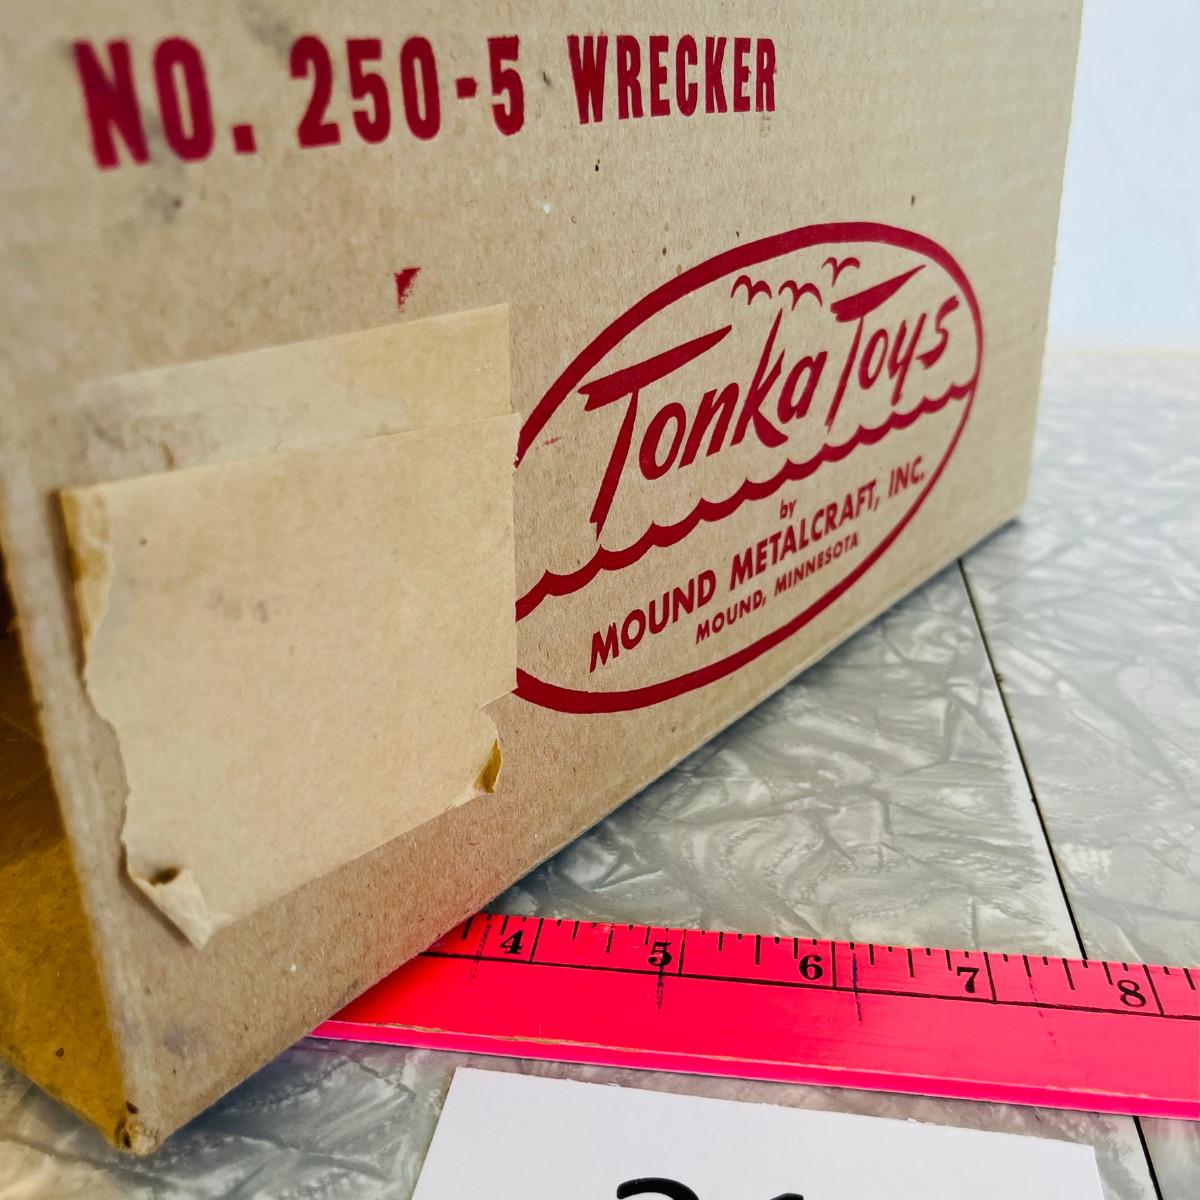 NO. 250-5 WRECKER
Tonka Toys
by
MOUND METALCRAFT, INC.
MOUND, MINNESOTA
4 5 6 7 8